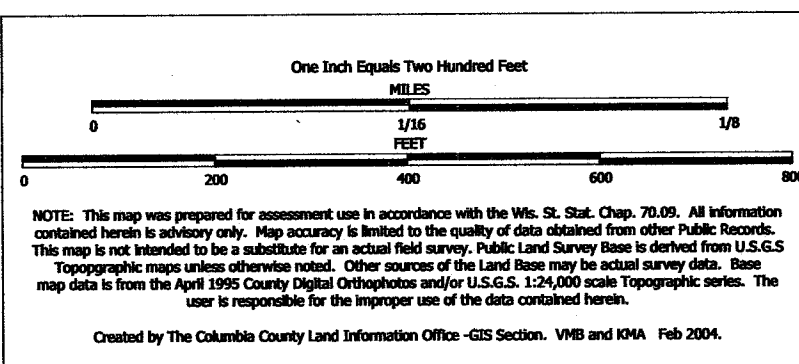 One Inch Equals Two Hundred Feet
MILES
0 1/16 1/8
FEET
0 200 400 600 800
NOTE: This map was prepared for assessment use in accordance with the Wis. St. Stat. Chap. 70.09. All information
contained herein is advisory only. Map accuracy is limited to the quality of data obtained from other Public Records.
This map is not intended to be a substitute for an actual field survey. Public Land Survey Base is derived from U.S.G.S
Topopgraphic maps unless otherwise noted. Other sources of the Land Base may be actual survey data. Base
map data is from the April 1995 County Digital Orthophotos and/or U.S.G.S. 1:24,000 scale Topographic series. The
user is responsible for the improper use of the data contained herein.
Created by The Columbia County Land Information Office -GIS Section. VMB and KMA Feb 2004.